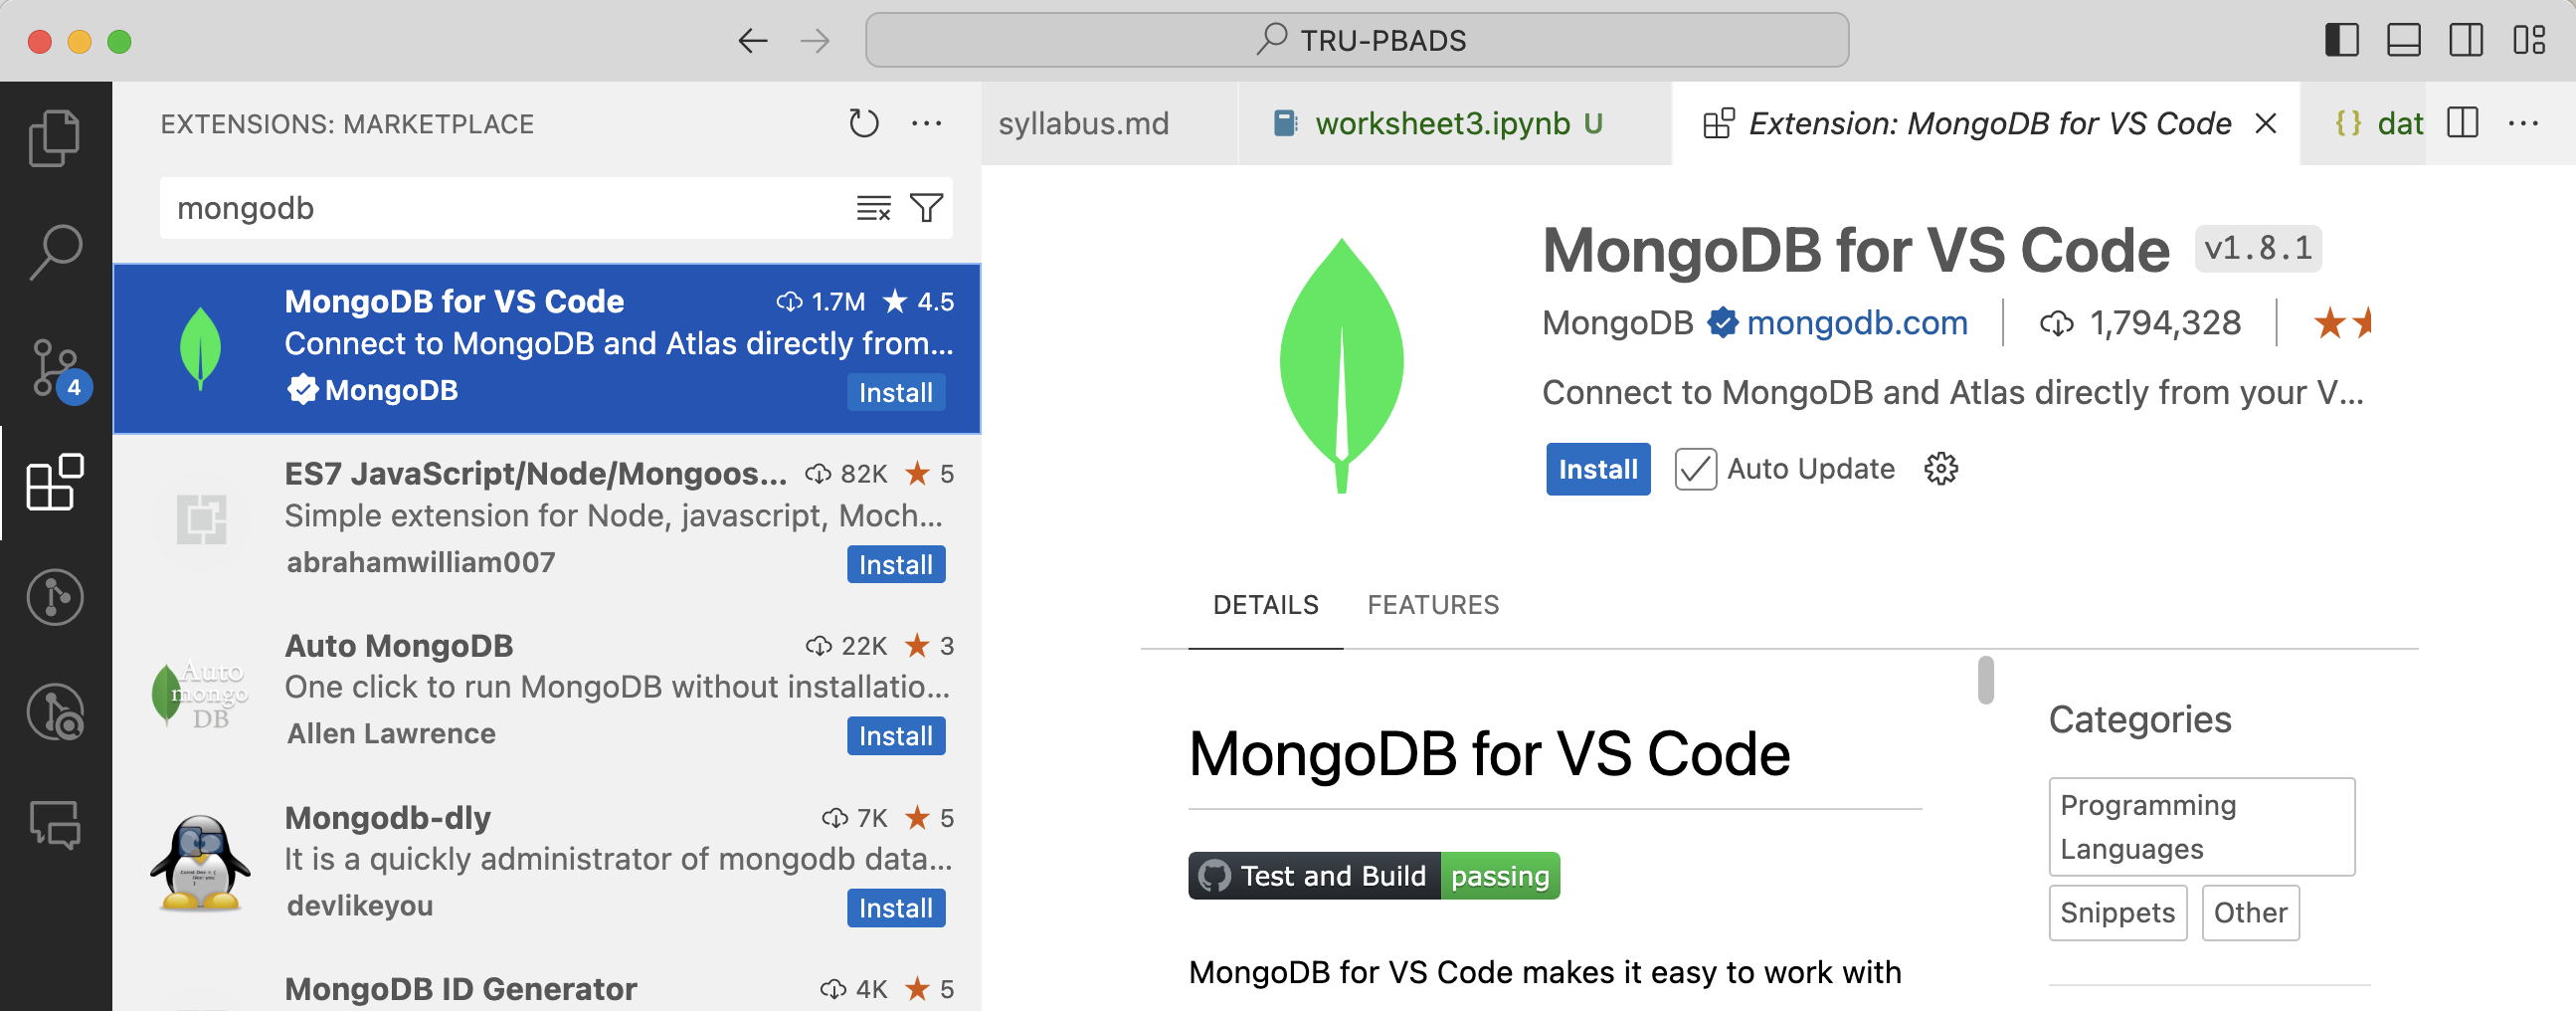 TRU-PBADS
EXTENSIONS: MARKETPLACE
mongodb
MongoDB for VS Code 1.7M 4.5
Connect to MongoDB and Atlas directly from...
MongoDB Install
ES7 JavaScript/Node/Mongoos... 82K 5
Simple extension for Node, javascript, Moch...
abrahamwilliam007 Install
Auto MongoDB 22K 3
One click to run MongoDB without installatio...
Allen Lawrence Install
Auto
mongo
DB
Mongodb-dly 7K 5
It is a quickly administrator of mongodb data...
devlikeyou Install
MongoDB ID Generator 4K 5
4
syllabus.md worksheet3.ipynb U Extension: MongoDB for VS Code {} dat
MongoDB for VS Code v1.8.1
MongoDB mongodb.com 1,794,328
Connect to MongoDB and Atlas directly from your V...
Install Auto Update
DETAILS FEATURES
MongoDB for VS Code
Test and Build passing
MongoDB for VS Code makes it easy to work with
Categories
Programming
Languages
Snippets Other